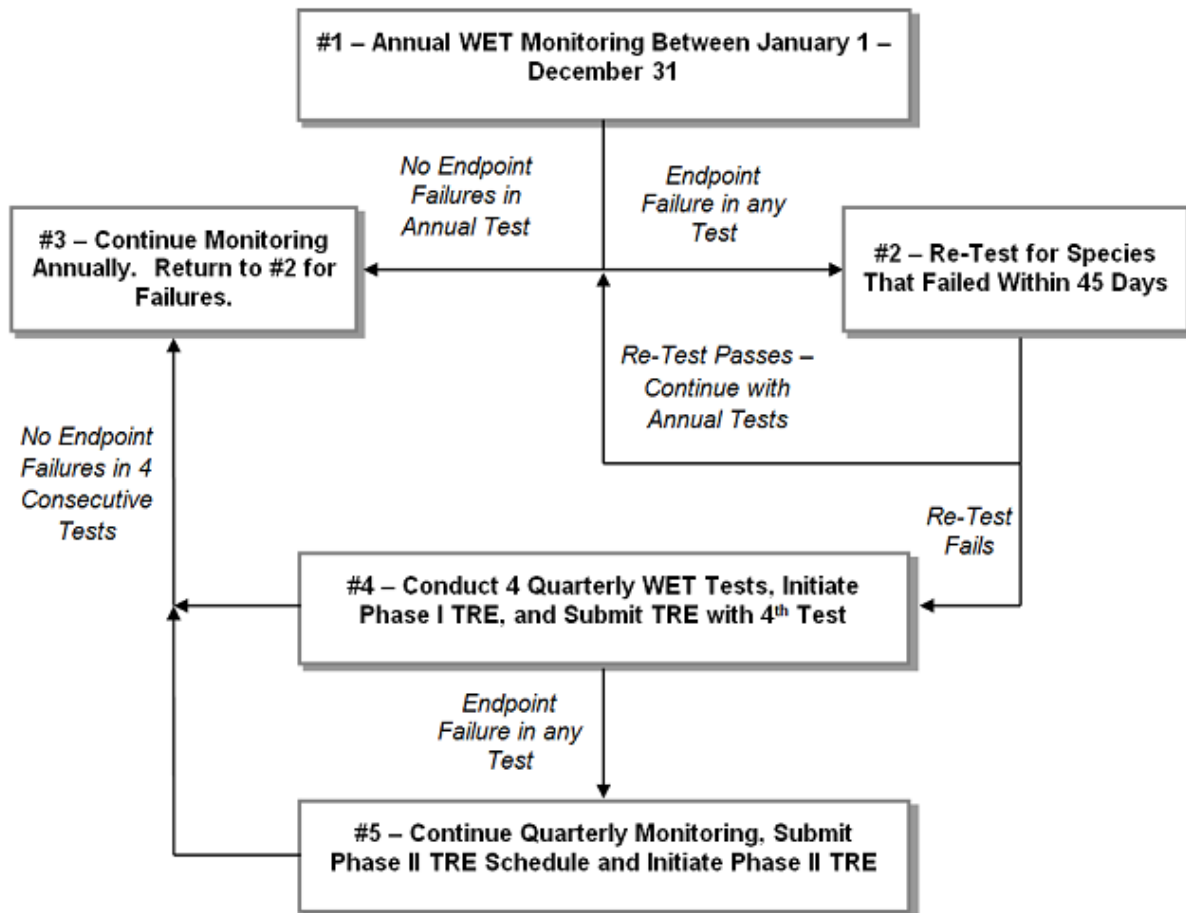 #1 – Annual WET Monitoring Between January 1 –
December 31
No Endpoint
Failures in
Annual Test
Endpoint
Failure in any
Test
#3 – Continue Monitoring
Annually.  Return to #2 for
Failures.
#2 – Re-Test for Species
That Failed Within 45 Days
Re-Test Passes –
Continue with
Annual Tests
No Endpoint
Failures in 4
Consecutive
Tests
Re-Test
Fails
#4 – Conduct 4 Quarterly WET Tests, Initiate
Phase I TRE, and Submit TRE with 4th Test
Endpoint
Failure in any
Test
#5 – Continue Quarterly Monitoring, Submit
Phase II TRE Schedule and Initiate Phase II TRE